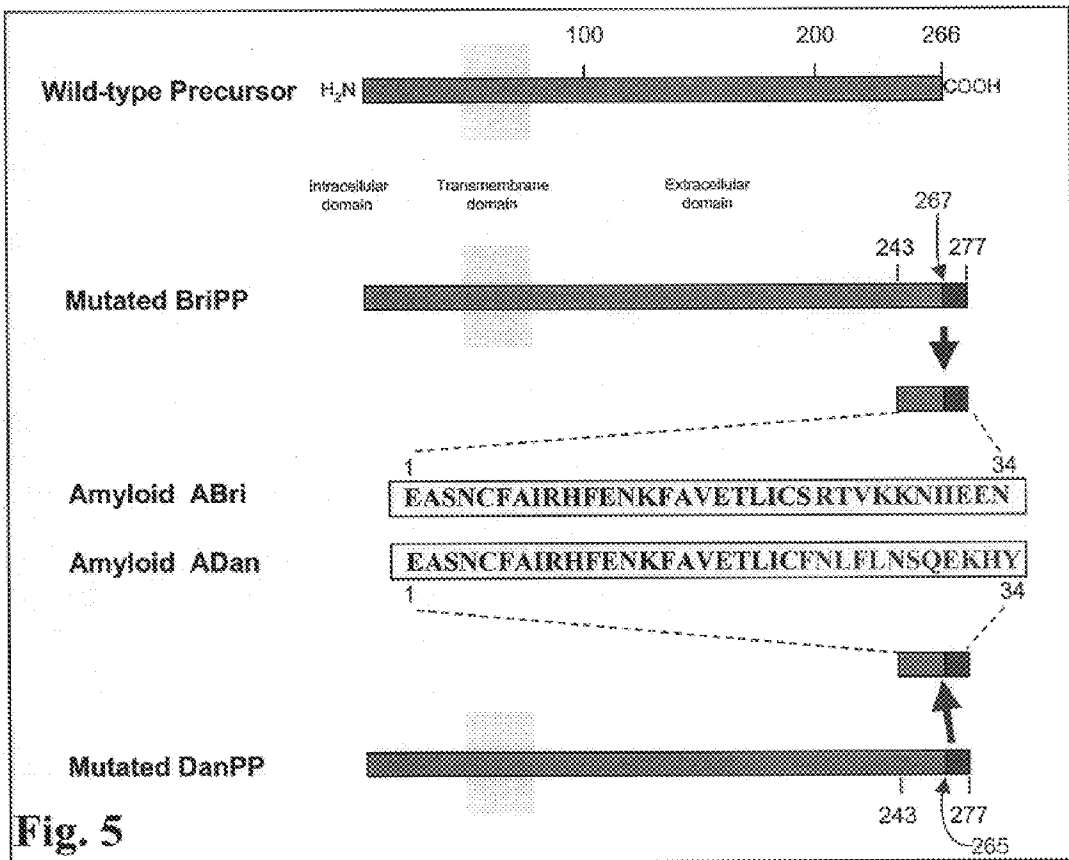 100 200 266
Wild-type Precursor H₂N COOH
Intracellular domain
Transmembrane domain
Extracellular domain
267
243 277
Mutated BriPP
1 34
Amyloid ABri EASNCFAIRHFENKFAVETLICSRTVKKNIIEEN
Amyloid ADan EASNCFAIRHFENKFAVETLICFNLFLNSQEKHY
1 34
Mutated DanPP
243 277
265
Fig. 5